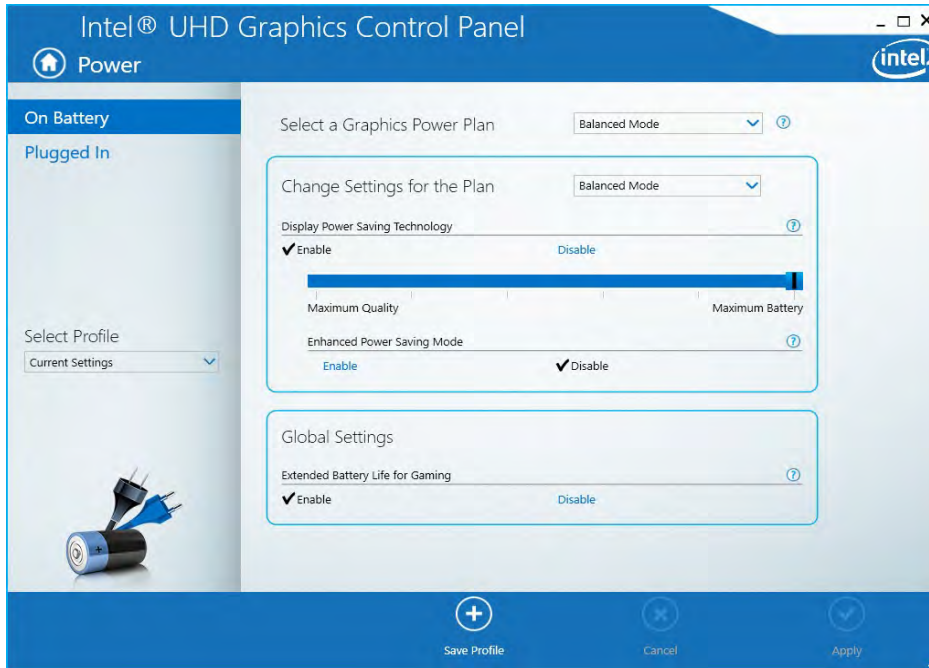 Intel® UHD Graphics Control Panel
Power
intel
On Battery
Plugged In
Select Profile
Current Settings
Select a Graphics Power Plan Balanced Mode ?
Change Settings for the Plan Balanced Mode
Display Power Saving Technology ?
Enable Disable
Maximum Quality Maximum Battery
Enhanced Power Saving Mode ?
Enable Disable
Global Settings
Extended Battery Life for Gaming ?
Enable Disable
Save Profile Cancel Apply